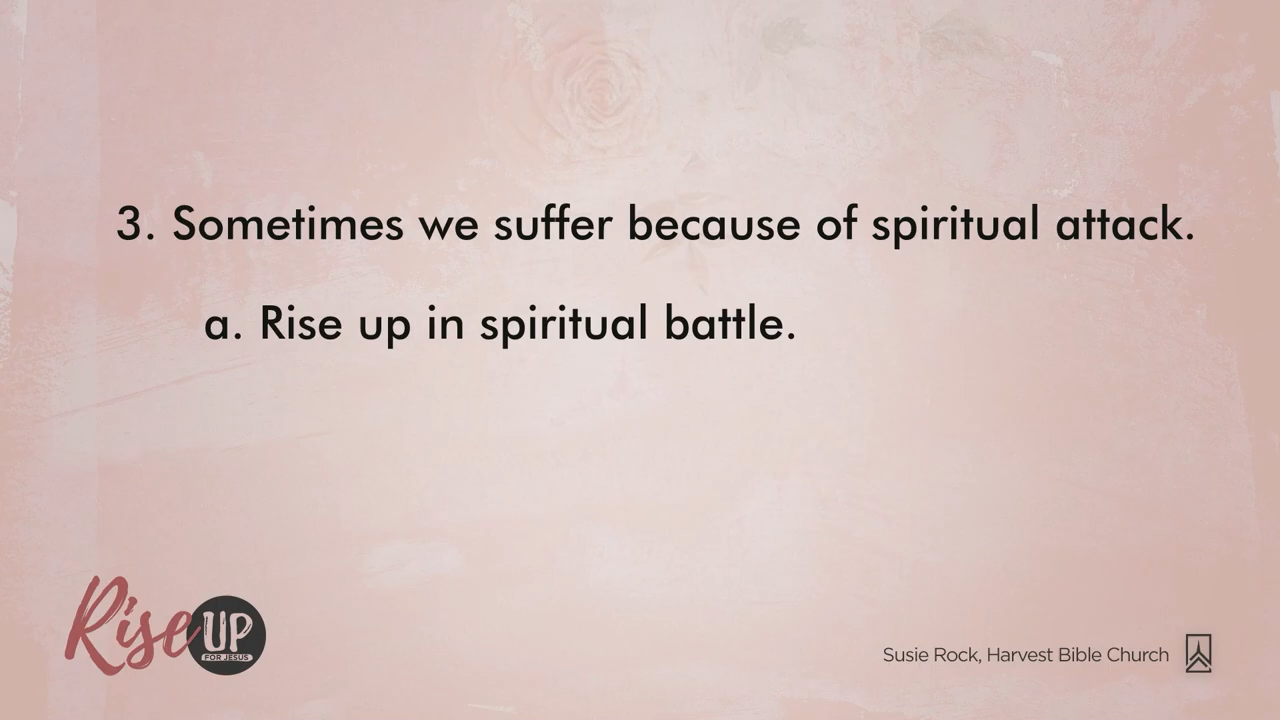 3. Sometimes we suffer because of spiritual attack.
a. Rise up in spiritual battle.
Rise UP
FOR JESUS
Susie Rock, Harvest Bible Church